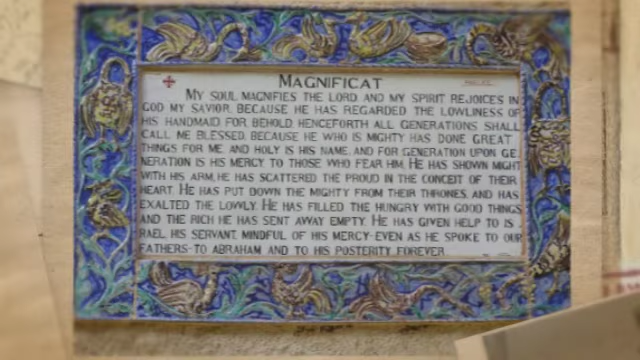 MAGNIFICAT
MY SOUL MAGNIFIES THE LORD, AND MY SPIRIT REJOICES IN
GOD MY SAVIOR, BECAUSE HE HAS REGARDED THE LOWLINESS OF
HIS HANDMAID FOR BEHOLD HENCEFORTH ALL GENERATIONS SHALL
CALL ME BLESSED, BECAUSE HE WHO IS MIGHTY HAS DONE GREAT
THINGS FOR ME AND HOLY IS HIS NAME, AND FOR GENERATION UPON GE
NERATION IS HIS MERCY TO THOSE WHO FEAR HIM. HE HAS SHOWN MIGHT
WITH HIS ARM, HE HAS SCATTERED THE PROUD IN THE CONCEIT OF THEIR
HEART. HE HAS PUT DOWN THE MIGHTY FROM THEIR THRONES, AND HAS
EXALTED THE LOWLY. HE HAS FILLED THE HUNGRY WITH GOOD THINGS
AND THE RICH HE HAS SENT AWAY EMPTY. HE HAS GIVEN HELP TO IS
RAEL, HIS SERVANT, MINDFUL OF HIS MERCY-EVEN AS HE SPOKE TO OUR
FATHERS-TO ABRAHAM AND TO HIS POSTERITY FOREVER